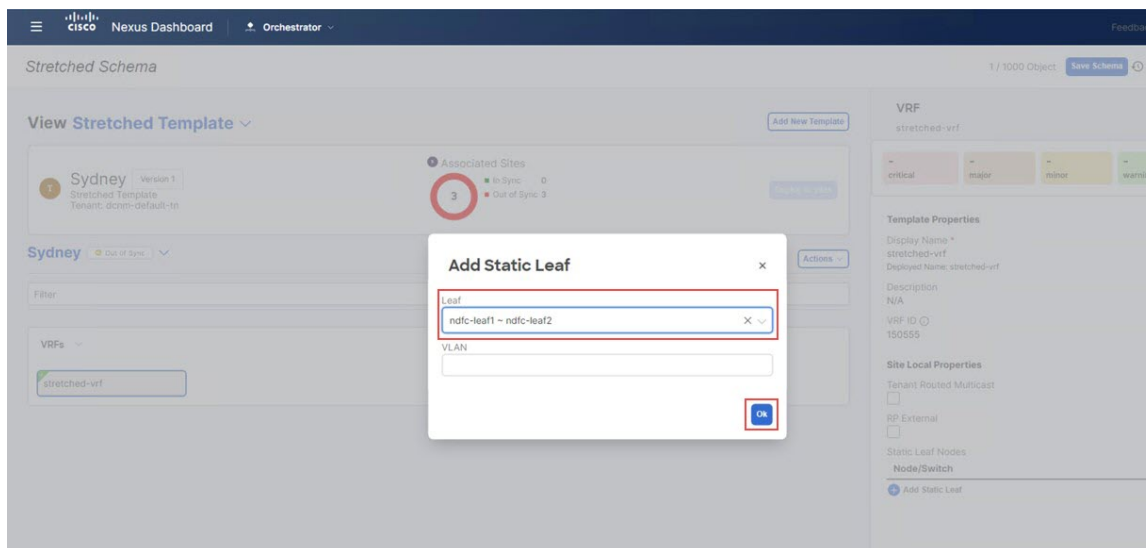 CISCO Nexus Dashboard Orchestrator
Stretched Schema
1 / 1000 Object Save Schema
View Stretched Template
Add New Template
Sydney Version 1
Stretched Template
Tenant: dcnm-default-tn
T
Associated Sites
3
In Sync 0
Out of Sync 3
Sydney Out of Sync
Actions
Filter
VRFs
stretched-vrf
Add Static Leaf
Leaf
ndfc-leaf1 ~ ndfc-leaf2
VLAN
Ok
VRF
stretched-vrf
- - - -
critical major minor
Template Properties
Display Name *
stretched-vrf
Deployed Name: stretched-vrf
Description
N/A
VRF ID
150555
Site Local Properties
Tenant Routed Multicast
RP External
Static Leaf Nodes
Node/Switch
Add Static Leaf